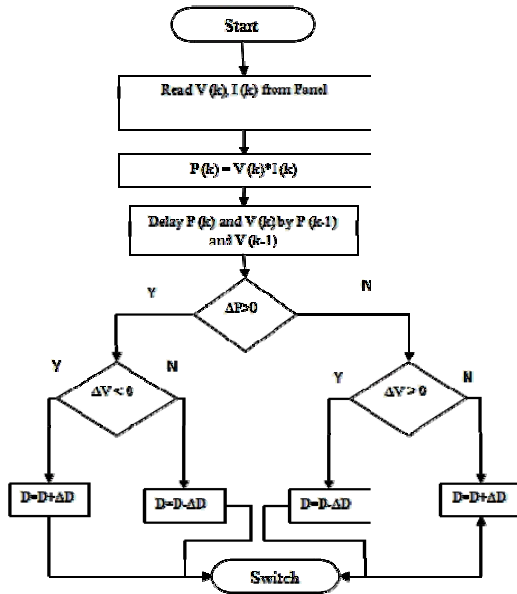 Start
Read V (k), I (k) from Panel
P (k) = V (k)*I (k)
Delay P (k) and V (k) by P (k-1)
and V (k-1)
ΔP>0
Y
N
ΔV < 0
Y
N
ΔV > 0
Y
N
D=D+ΔD
D=D-ΔD
D=D-ΔD
D=D+ΔD
Switch